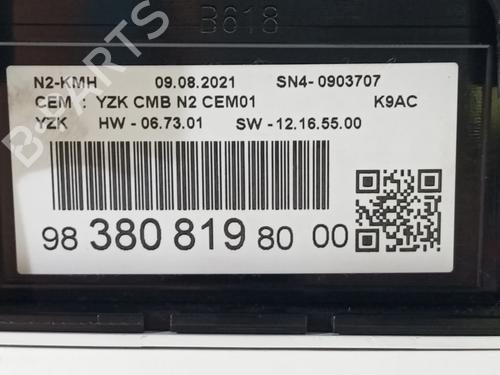 B618
N2-KMH 09.08.2021 SN4- 0903707
CEM : YZK CMB N2 CEM01 K9AC
YZK HW - 06.73.01 SW -12.16.55.00
98 380 819 80 00
B-Parts